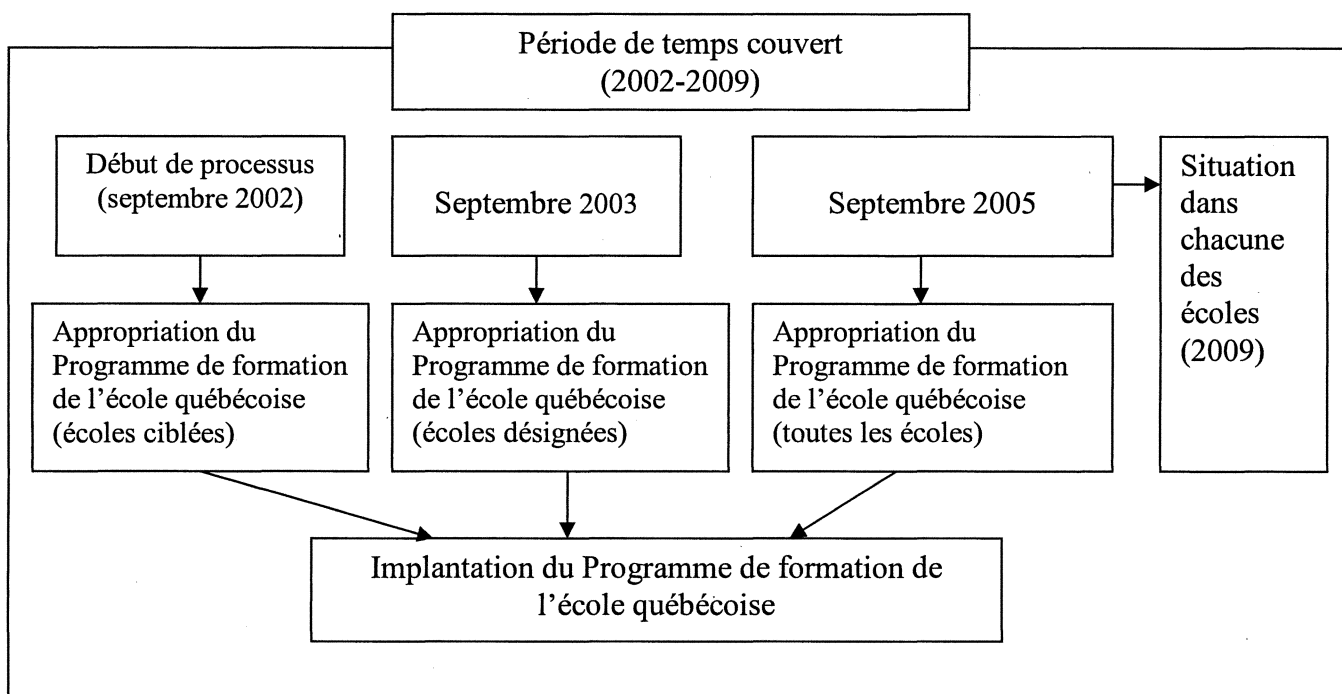 Période de temps couvert
(2002-2009)
Début de processus
(septembre 2002)
Septembre 2003
Septembre 2005
Situation
dans
chacune
des
écoles
(2009)
Appropriation du
Programme de formation
de l'école québécoise
(écoles ciblées)
Appropriation du
Programme de formation
de l'école québécoise
(écoles désignées)
Appropriation du
Programme de formation
de l'école québécoise
(toutes les écoles)
Implantation du Programme de formation de
l'école québécoise